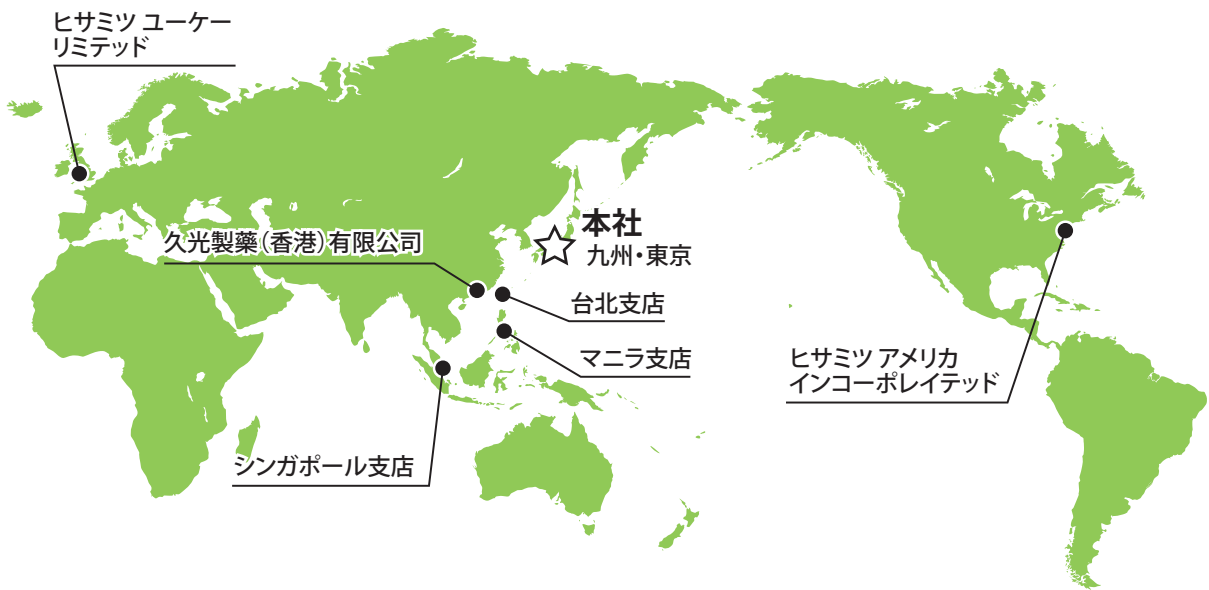 ヒサミツ ユーケー
リミテッド
本社
九州・東京
久光製藥(香港)有限公司
台北支店
マニラ支店
ヒサミツ アメリカ
インコーポレイテッド
シンガポール支店